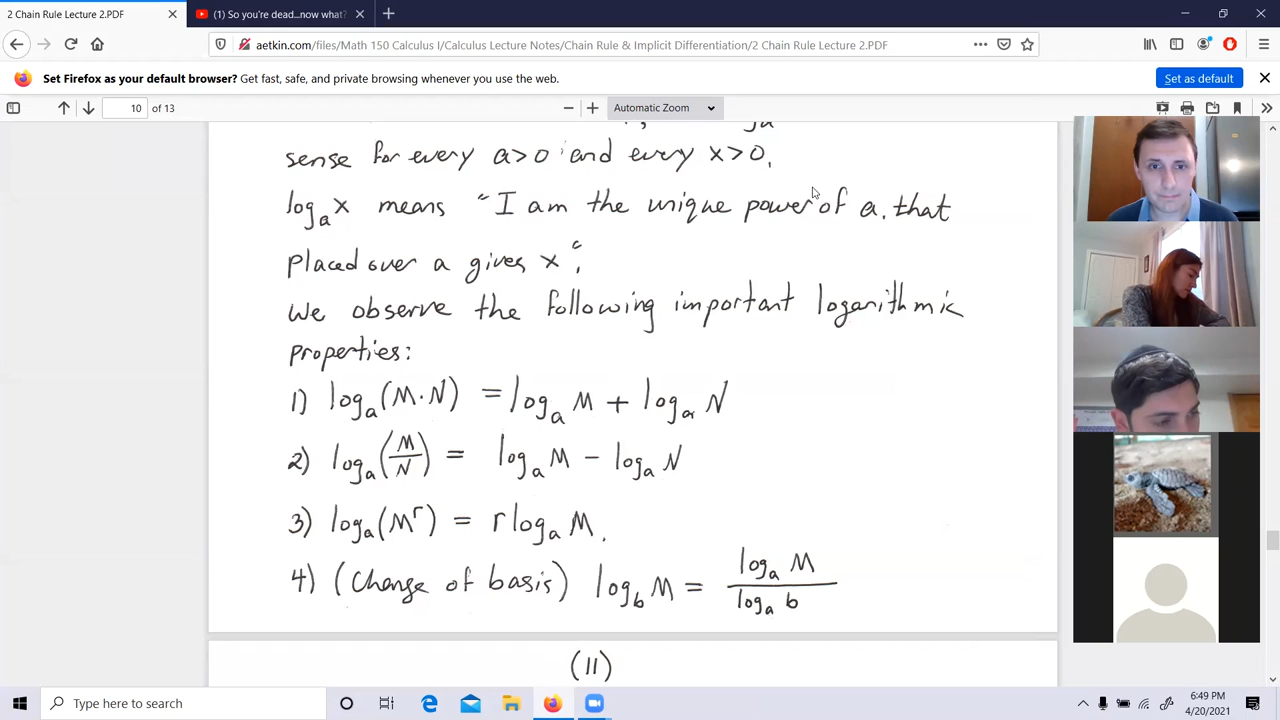 2 Chain Rule Lecture 2.PDF
(1) So you're dead...now what?
aetkin.com/files/Math 150 Calculus I/Calculus Lecture Notes/Chain Rule & Implicit Differentiation/2 Chain Rule Lecture 2.PDF
Set Firefox as your default browser? Get fast, safe, and private browsing whenever you use the web.
Set as default
10 of 13
Automatic Zoom
sense for every a>0 and every x>0.
logₐx means "I am the unique power of a, that
placed over a gives x".
We observe the following important logarithmic
properties:
1) logₐ(M·N) = logₐM + logₐN
2) logₐ(M/N) = logₐM − logₐN
3) logₐ(Mʳ) = r logₐM.
4) (Change of basis) log_b M = logₐM / logₐb
(11)
Type here to search
6:49 PM
4/20/2021